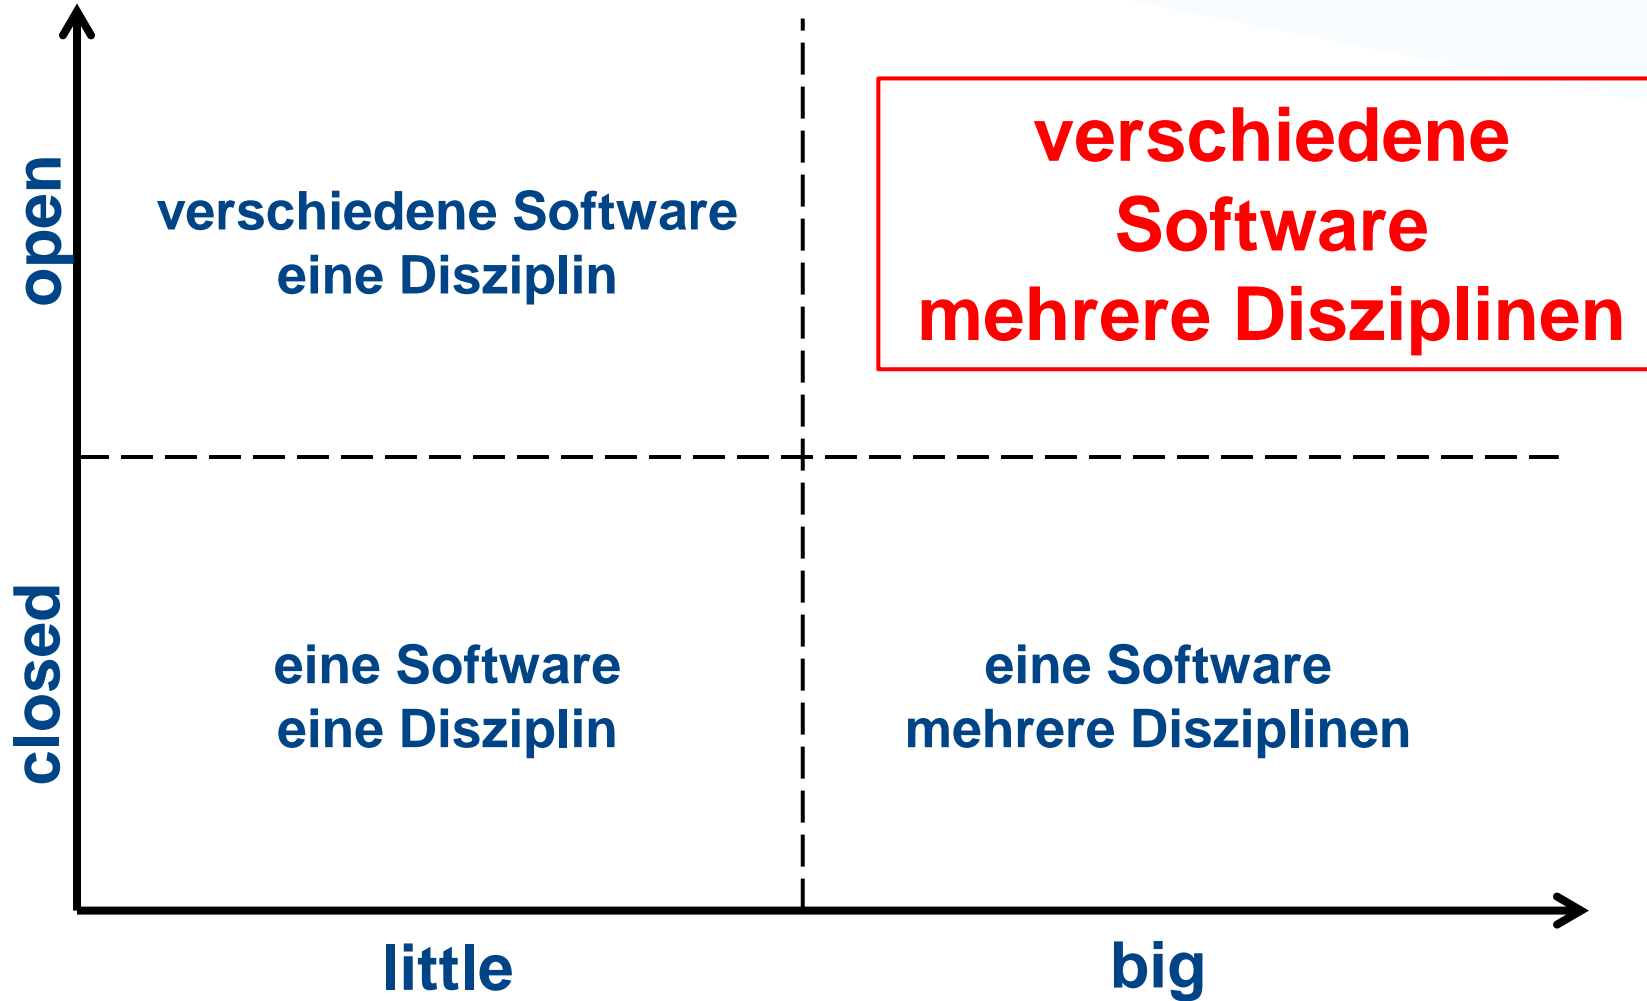 open
verschiedene Software
eine Disziplin
verschiedene
Software
mehrere Disziplinen
closed
eine Software
eine Disziplin
eine Software
mehrere Disziplinen
little
big